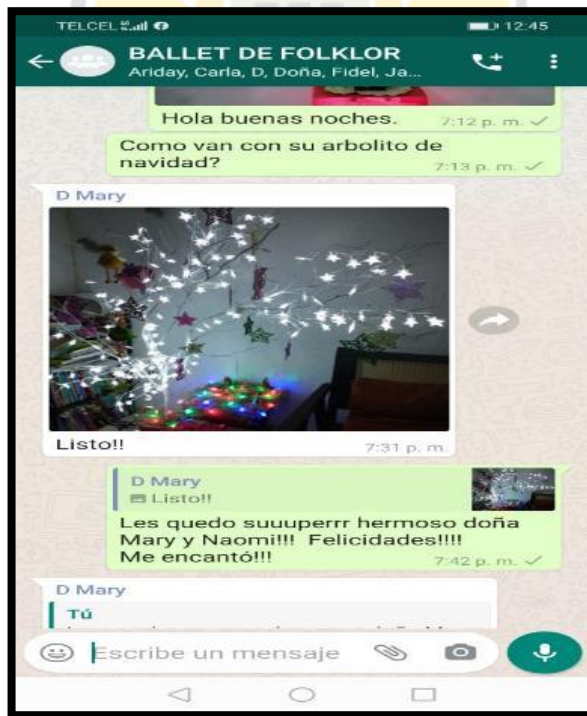 TELCEL
12:45
BALLET DE FOLKLOR
Ariday, Carla, D, Doña, Fidel, Ja...
Hola buenas noches.
7:12 p. m.
Como van con su arbolito de
navidad?
7:13 p. m.
D Mary
Listo!!
7:31 p. m.
D Mary
Listo!!
Les quedo suuuperrr hermoso doña
Mary y Naomi!!! Felicidades!!!!
Me encantó!!!
7:42 p. m.
D Mary
Tú
Escribe un mensaje